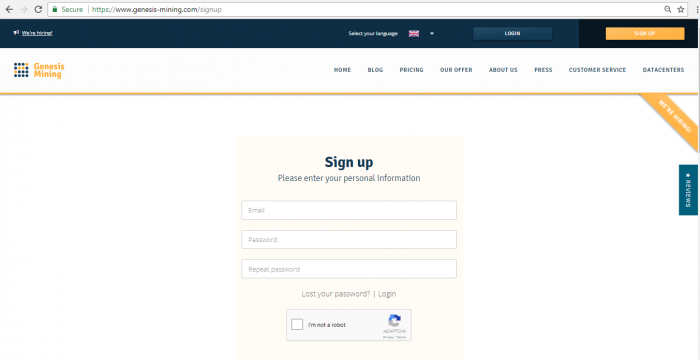 Secure | https://www.genesis-mining.com/signup
We're hiring!
Select your language
LOGIN
SIGN UP
Genesis
Mining
HOME BLOG PRICING OUR OFFER ABOUT US PRESS CUSTOMER SERVICE DATACENTERS
WE'RE HIRING!
REVIEWS
Sign up
Please enter your personal information
Email
Password
Repeat password
Lost your password? | Login
I'm not a robot
reCAPTCHA
Privacy - Terms